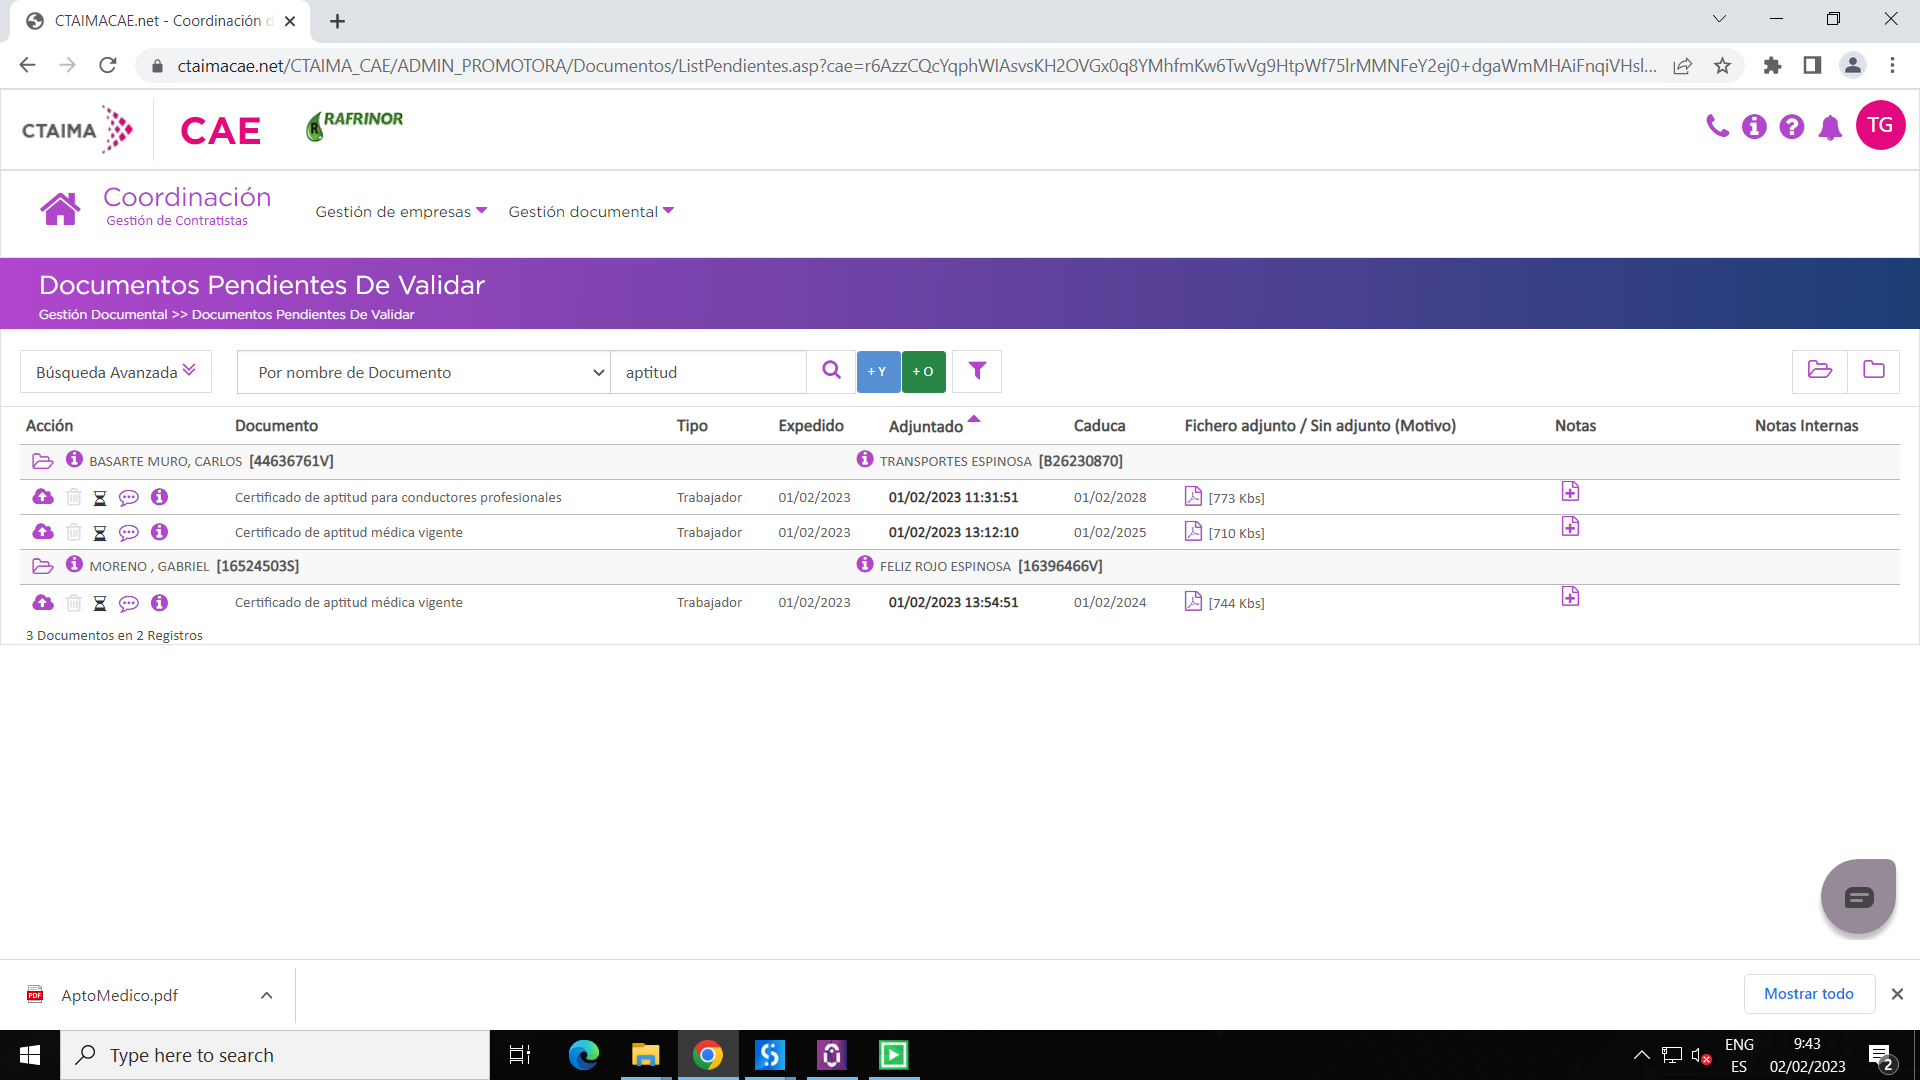 CTAIMACAE.net - Coordinación d
ctaimacae.net/CTAIMA_CAE/ADMIN_PROMOTORA/Documentos/ListPendientes.asp?cae=r6AzzCQcYqphWIAsvsKH2OVGx0q8YMhfmKw6TwVg9HtpWf75lrMMNFeY2ej0+dgaWmMHAiFnqiVHsl...
CTAIMA CAE RAFRINOR TG
Coordinación
Gestión de Contratistas
Gestión de empresas Gestión documental
Documentos Pendientes De Validar
Gestión Documental >> Documentos Pendientes De Validar
Búsqueda Avanzada Por nombre de Documento aptitud + Y + O
Acción Documento Tipo Expedido Adjuntado Caduca Fichero adjunto / Sin adjunto (Motivo) Notas Notas Internas
BASARTE MURO, CARLOS [44636761V] TRANSPORTES ESPINOSA [B26230870]
Certificado de aptitud para conductores profesionales Trabajador 01/02/2023 01/02/2023 11:31:51 01/02/2028 [773 Kbs]
Certificado de aptitud médica vigente Trabajador 01/02/2023 01/02/2023 13:12:10 01/02/2025 [710 Kbs]
MORENO , GABRIEL [16524503S] FELIZ ROJO ESPINOSA [16396466V]
Certificado de aptitud médica vigente Trabajador 01/02/2023 01/02/2023 13:54:51 01/02/2024 [744 Kbs]
3 Documentos en 2 Registros
AptoMedico.pdf Mostrar todo
Type here to search
ENG 9:43
ES 02/02/2023 2